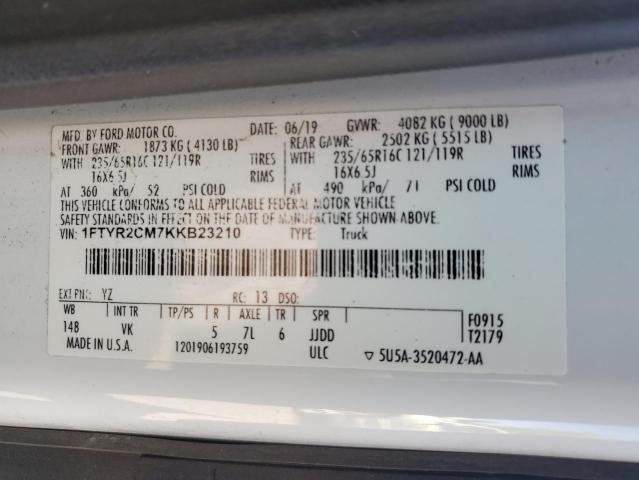 MFD. BY FORD MOTOR CO. DATE: 06/19 GVWR: 4082 KG ( 9000 LB)
FRONT GAWR: 1873 KG ( 4130 LB) REAR GAWR: 2502 KG ( 5515 LB)
WITH 235/65R16C 121/119R TIRES WITH 235/65R16C 121/119R TIRES
16X6.5J RIMS 16X6.5J RIMS
AT 360 kPa/ 52 PSI COLD AT 490 kPa/ 71 PSI COLD
THIS VEHICLE CONFORMS TO ALL APPLICABLE FEDERAL MOTOR VEHICLE
SAFETY STANDARDS IN EFFECT ON THE DATE OF MANUFACTURE SHOWN ABOVE.
VIN: 1FTYR2CM7KKB23210 TYPE: Truck
EXT PNT: YZ RC: 13 DSO:
WB INT TR TP/PS R AXLE TR SPR
148 VK 5 7L 6 JJDD
F0915
T2179
MADE IN U.S.A. 1201906193759 ULC ▽ 5U5A-3520472-AA